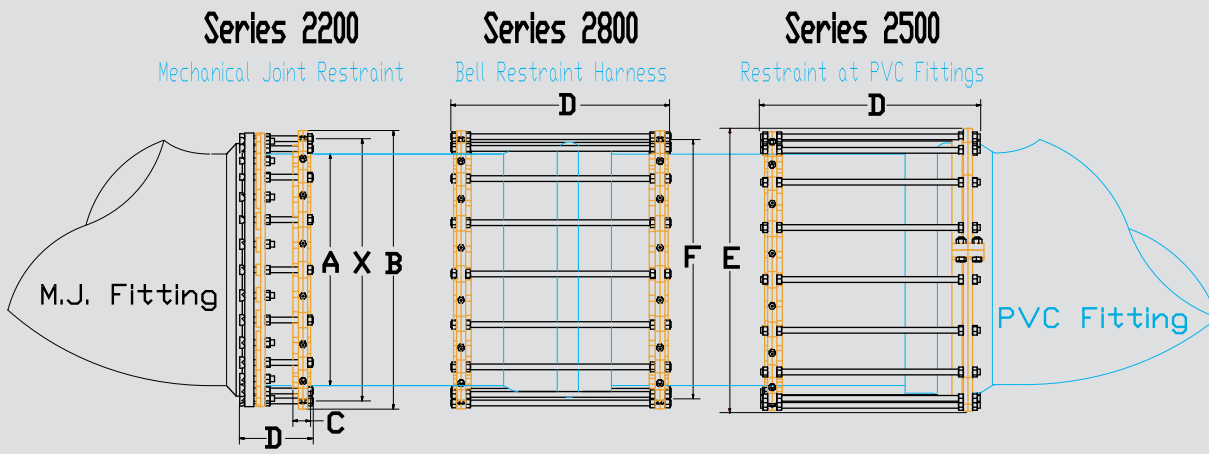 Series 2200
Mechanical Joint Restraint
Series 2800
Bell Restraint Harness
Series 2500
Restraint at PVC Fittings
D
D
A
X
B
F
E
M.J. Fitting
PVC Fitting
C
D